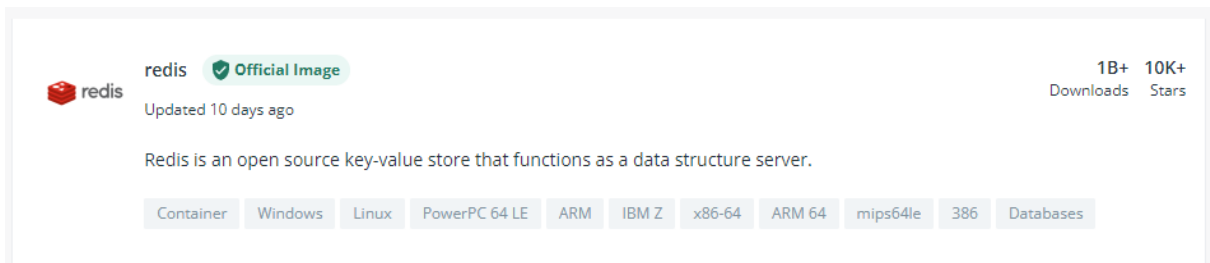 redis
redis Official Image
1B+ 10K+
Downloads Stars
Updated 10 days ago
Redis is an open source key-value store that functions as a data structure server.
Container Windows Linux PowerPC 64 LE ARM IBM Z x86-64 ARM 64 mips64le 386 Databases